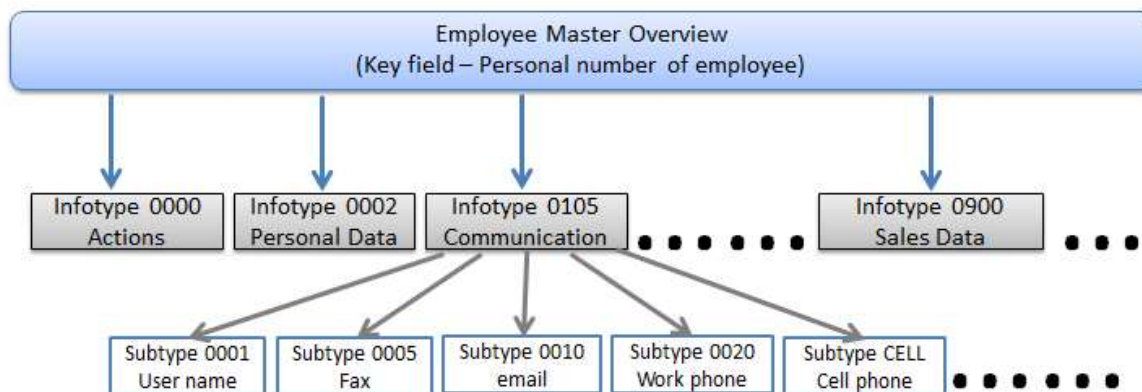 Employee Master Overview
(Key field – Personal number of employee)
Infotype 0000
Actions
Infotype 0002
Personal Data
Infotype 0105
Communication
Infotype 0900
Sales Data
Subtype 0001
User name
Subtype 0005
Fax
Subtype 0010
email
Subtype 0020
Work phone
Subtype CELL
Cell phone